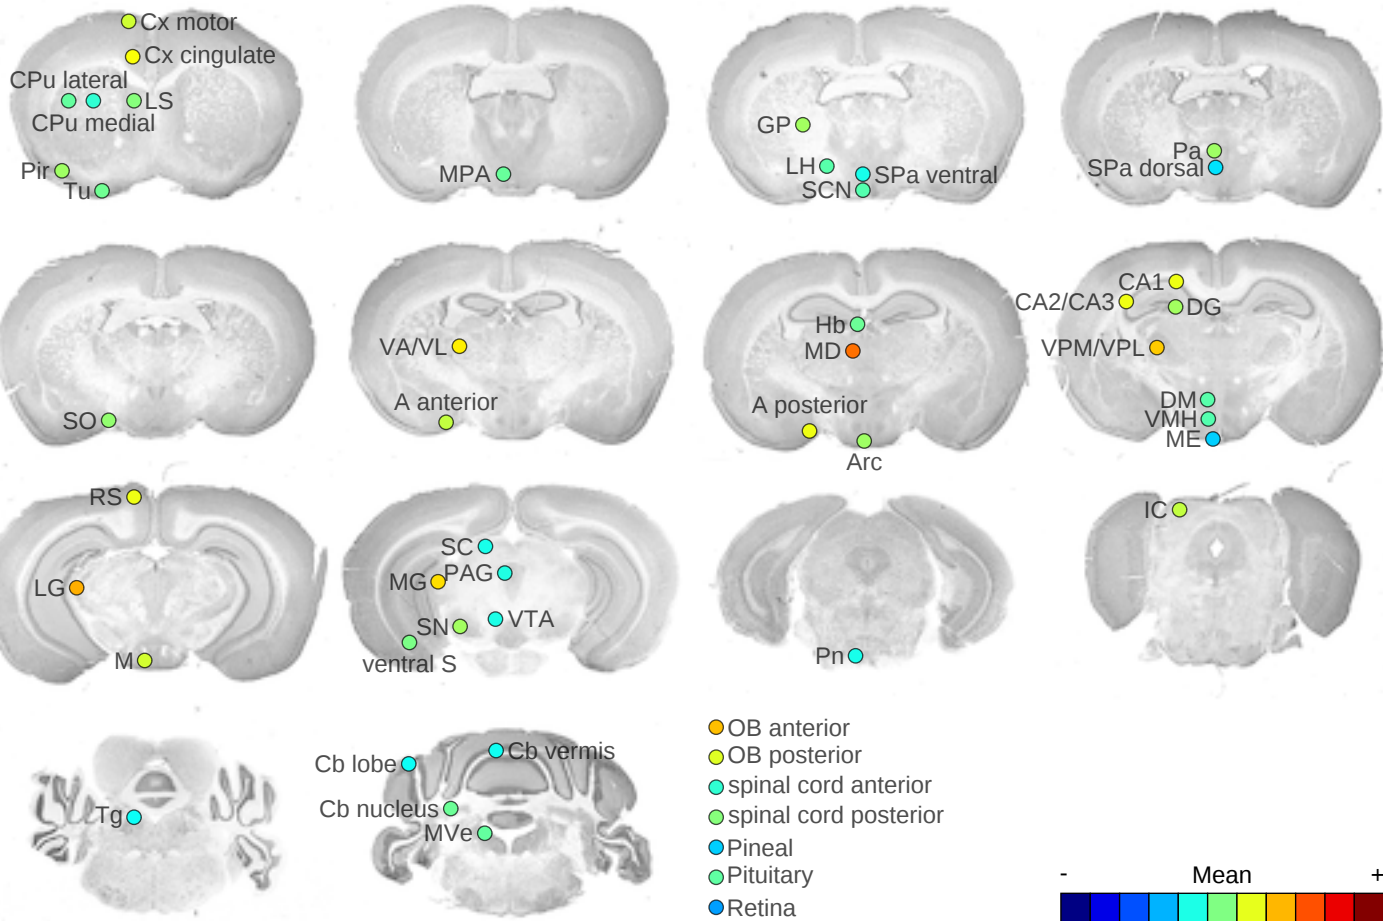 Cx motor
Cx cingulate
CPu lateral
LS
CPu medial
Pir
Tu
MPA
GP
LH
SPa ventral
SCN
Pa
SPa dorsal
SO
VA/VL
A anterior
Hb
MD
A posterior
Arc
CA1
CA2/CA3
DG
VPM/VPL
DM
VMH
ME
RS
LG
M
SC
MG
PAG
VTA
SN
ventral S
Pn
IC
Tg
Cb lobe
Cb vermis
Cb nucleus
MVe
OB anterior
OB posterior
spinal cord anterior
spinal cord posterior
Pineal
Pituitary
Retina
- Mean +